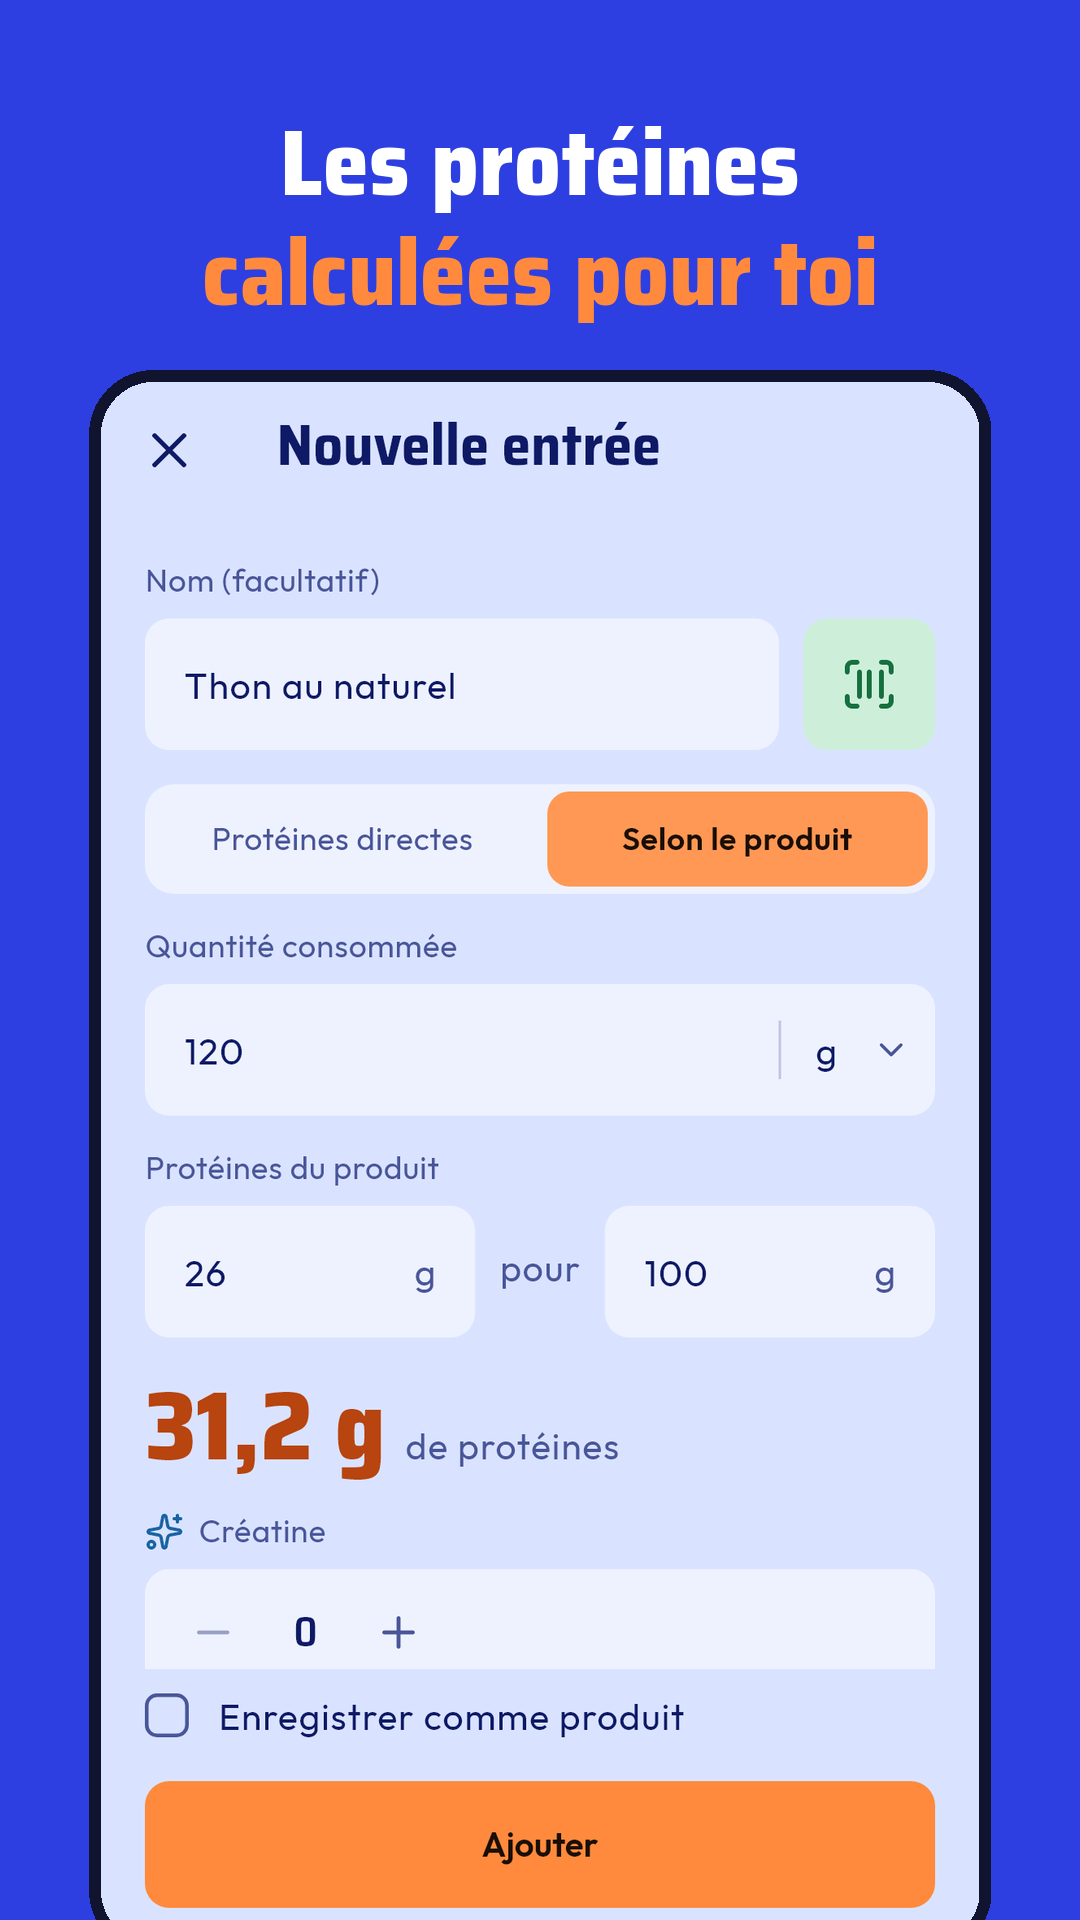 Les protéines
calculées pour toi
Nouvelle entrée
Nom (facultatif)
Thon au naturel
Protéines directes
Selon le produit
Quantité consommée
120
g
Protéines du produit
26 g pour 100 g
31,2 g de protéines
Créatine
0
Enregistrer comme produit
Ajouter